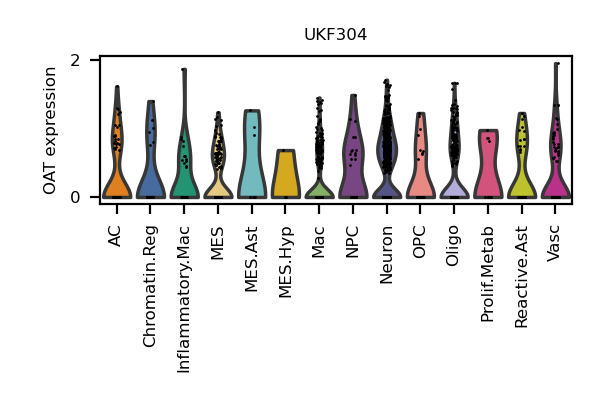 UKF304
OAT expression
2
0
AC
Chromatin.Reg
Inflammatory.Mac
MES
MES.Ast
MES.Hyp
Mac
NPC
Neuron
OPC
Oligo
Prolif.Metab
Reactive.Ast
Vasc